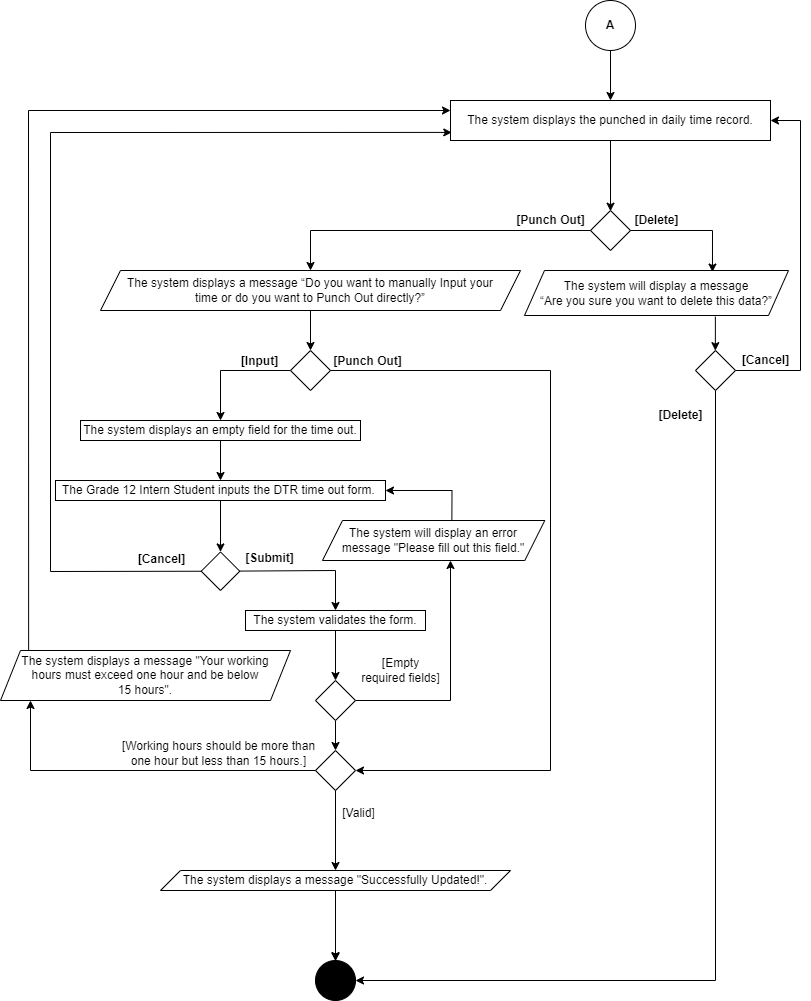 A
The system displays the punched in daily time record.
[Punch Out]
[Delete]
The system displays a message “Do you want to manually Input your
time or do you want to Punch Out directly?”
The system will display a message
“Are you sure you want to delete this data?”
[Input]
[Punch Out]
[Cancel]
[Delete]
The system displays an empty field for the time out.
The Grade 12 Intern Student inputs the DTR time out form.
The system will display an error
message "Please fill out this field."
[Cancel]
[Submit]
The system validates the form.
The system displays a message "Your working
hours must exceed one hour and be below
15 hours".
[Empty
required fields]
[Working hours should be more than
one hour but less than 15 hours.]
[Valid]
The system displays a message "Successfully Updated!".